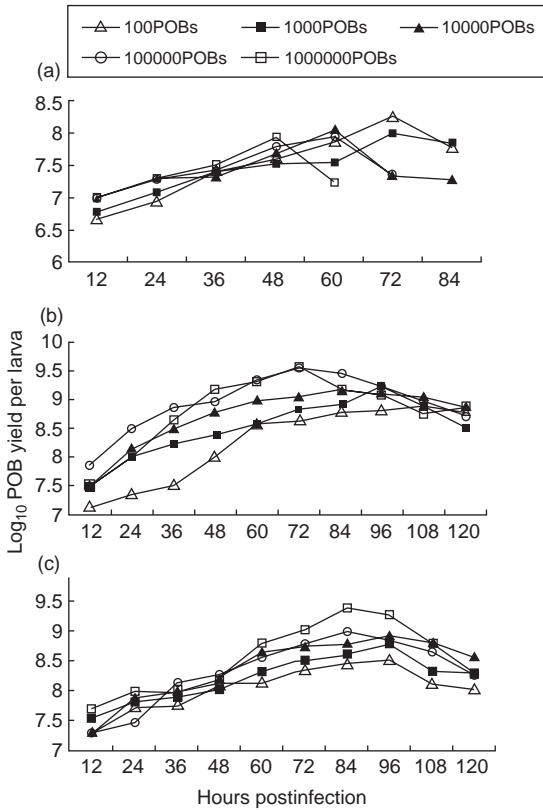 100POBs 1000POBs 10000POBs
100000POBs 1000000POBs
(a)
8.5
8
7.5
7
6.5
6
12 24 36 48 60 72 84
(b)
10
9.5
9
8.5
8
7.5
7
12 24 36 48 60 72 84 96 108 120
Log₁₀ POB yield per larva
(c)
9.5
9
8.5
8
7.5
7
12 24 36 48 60 72 84 96 108 120
Hours postinfection